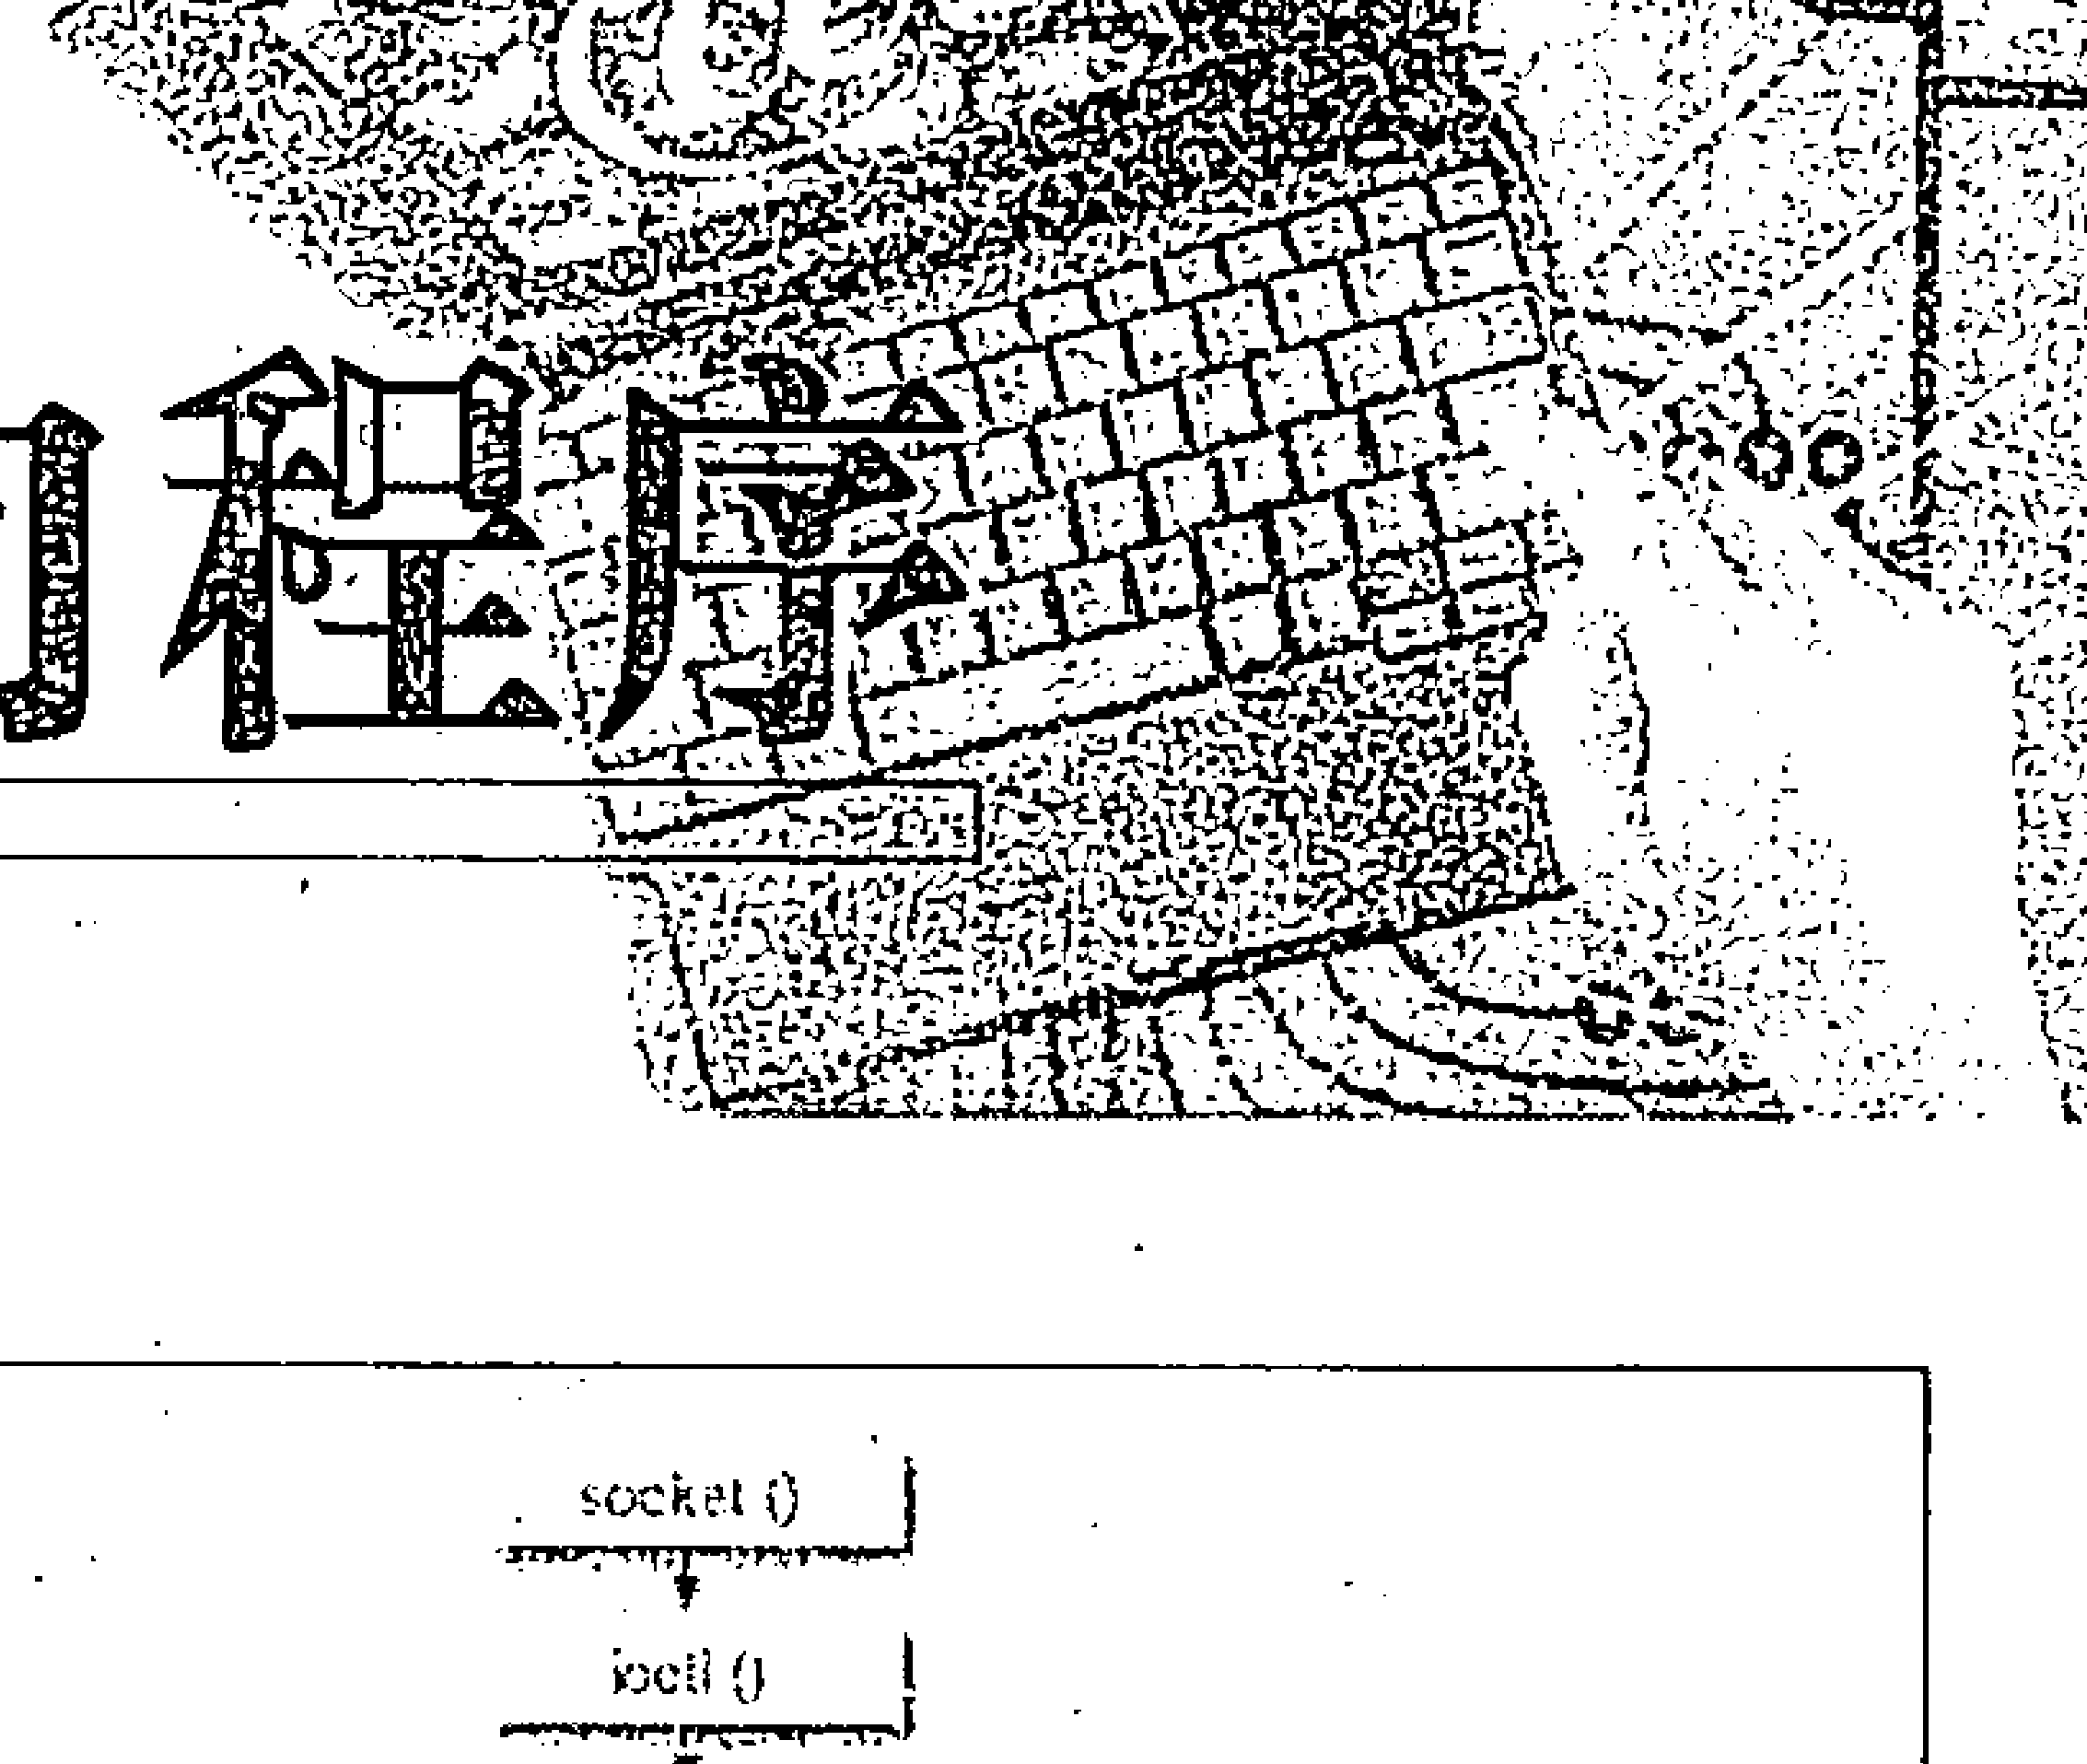 程序
socket ()
ioctl ()